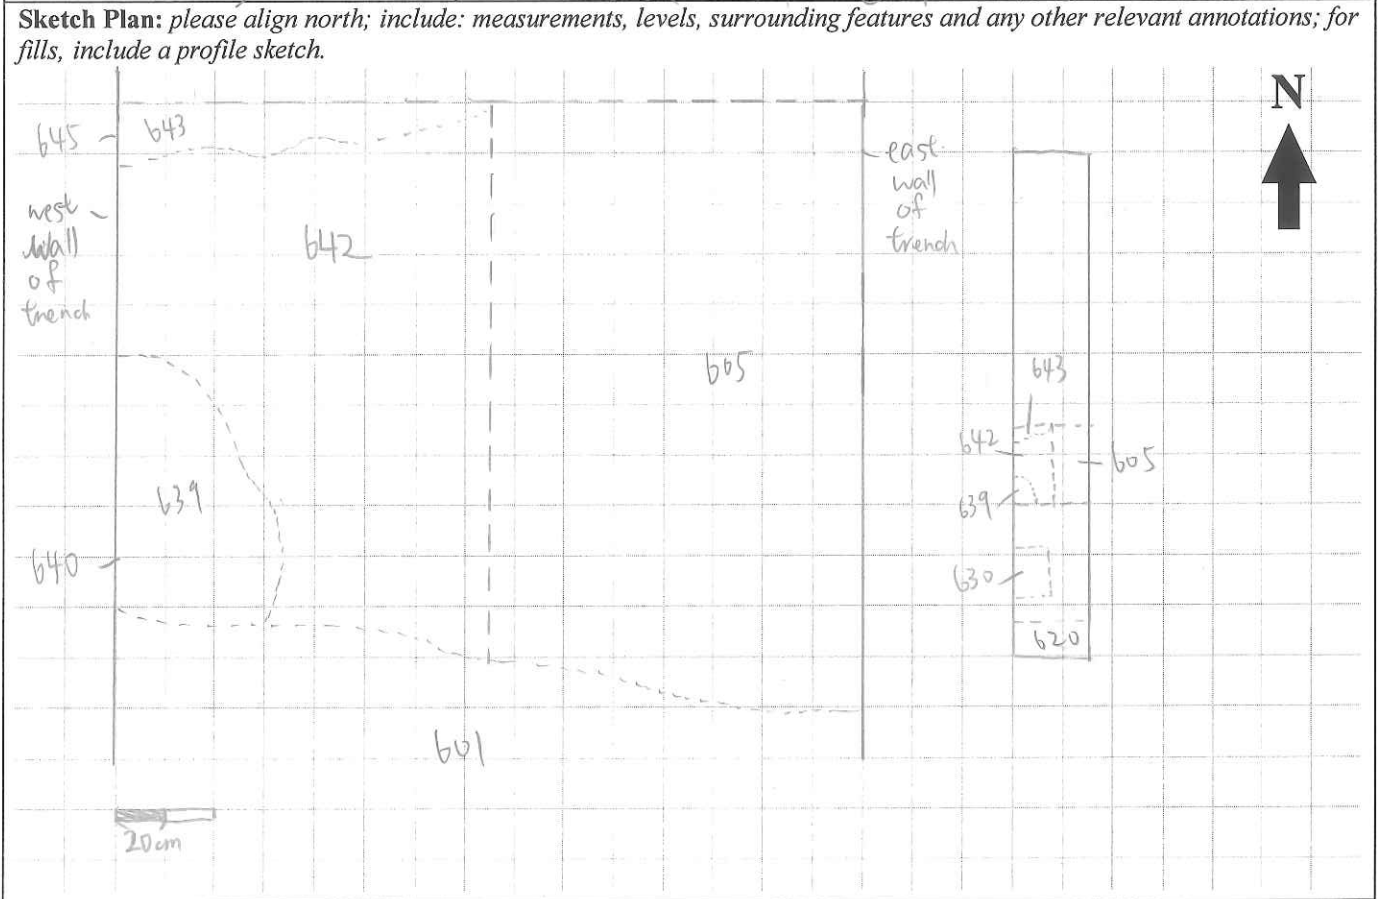 Sketch Plan: please align north; include: measurements, levels, surrounding features and any other relevant annotations; for
fills, include a profile sketch.
N
645
643
east
wall
of
trench
west
wall
of
trench
642
605
643
642
605
639
639
640
630
620
601
20cm